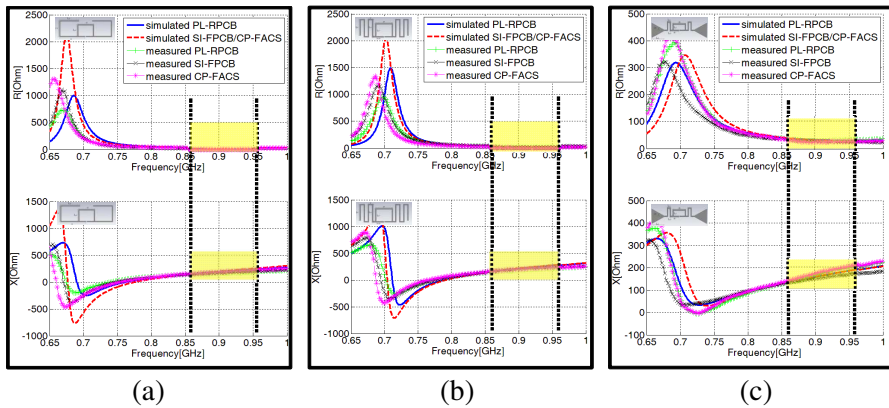 2500
2000
1500
1000
500
0
R[Ohm]
simulated PL-RPCB
simulated SI-FPCB/CP-FACS
measured PL-RPCB
measured SI-FPCB
measured CP-FACS
0.65 0.7 0.75 0.8 0.85 0.9 0.95 1
Frequency[GHz]
1500
1000
500
0
-500
-1000
X[Ohm]
0.65 0.7 0.75 0.8 0.85 0.9 0.95 1
Frequency[GHz]
(a)
2500
2000
1500
1000
500
0
R[Ohm]
simulated PL-RPCB
simulated SI-FPCB/CP-FACS
measured PL-RPCB
measured SI-FPCB
measured CP-FACS
0.65 0.7 0.75 0.8 0.85 0.9 0.95 1
Frequency[GHz]
1500
1000
500
0
-500
1000
X[Ohm]
0.65 0.7 0.75 0.8 0.85 0.9 0.95 1
Frequency[GHz]
(b)
400
300
200
100
0
R[Ohm]
simulated PL-RPCB
simulated SI-FPCB/CP-FACS
measured PL-RPCB
measured SI-FPCB
measured CP-FACS
0.65 0.7 0.75 0.8 0.85 0.9 0.95 1
Frequency[GHz]
500
400
300
200
100
0
-100
X[Ohm]
0.65 0.7 0.75 0.8 0.85 0.9 0.95 1
Frequency[GHz]
(c)